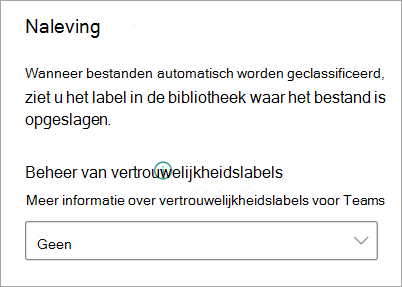 Naleving
Wanneer bestanden automatisch worden geclassificeerd,
ziet u het label in de bibliotheek waar het bestand is
opgeslagen.
Beheer van vertrouwelijkheidslabels
Meer informatie over vertrouwelijkheidslabels voor Teams
Geen